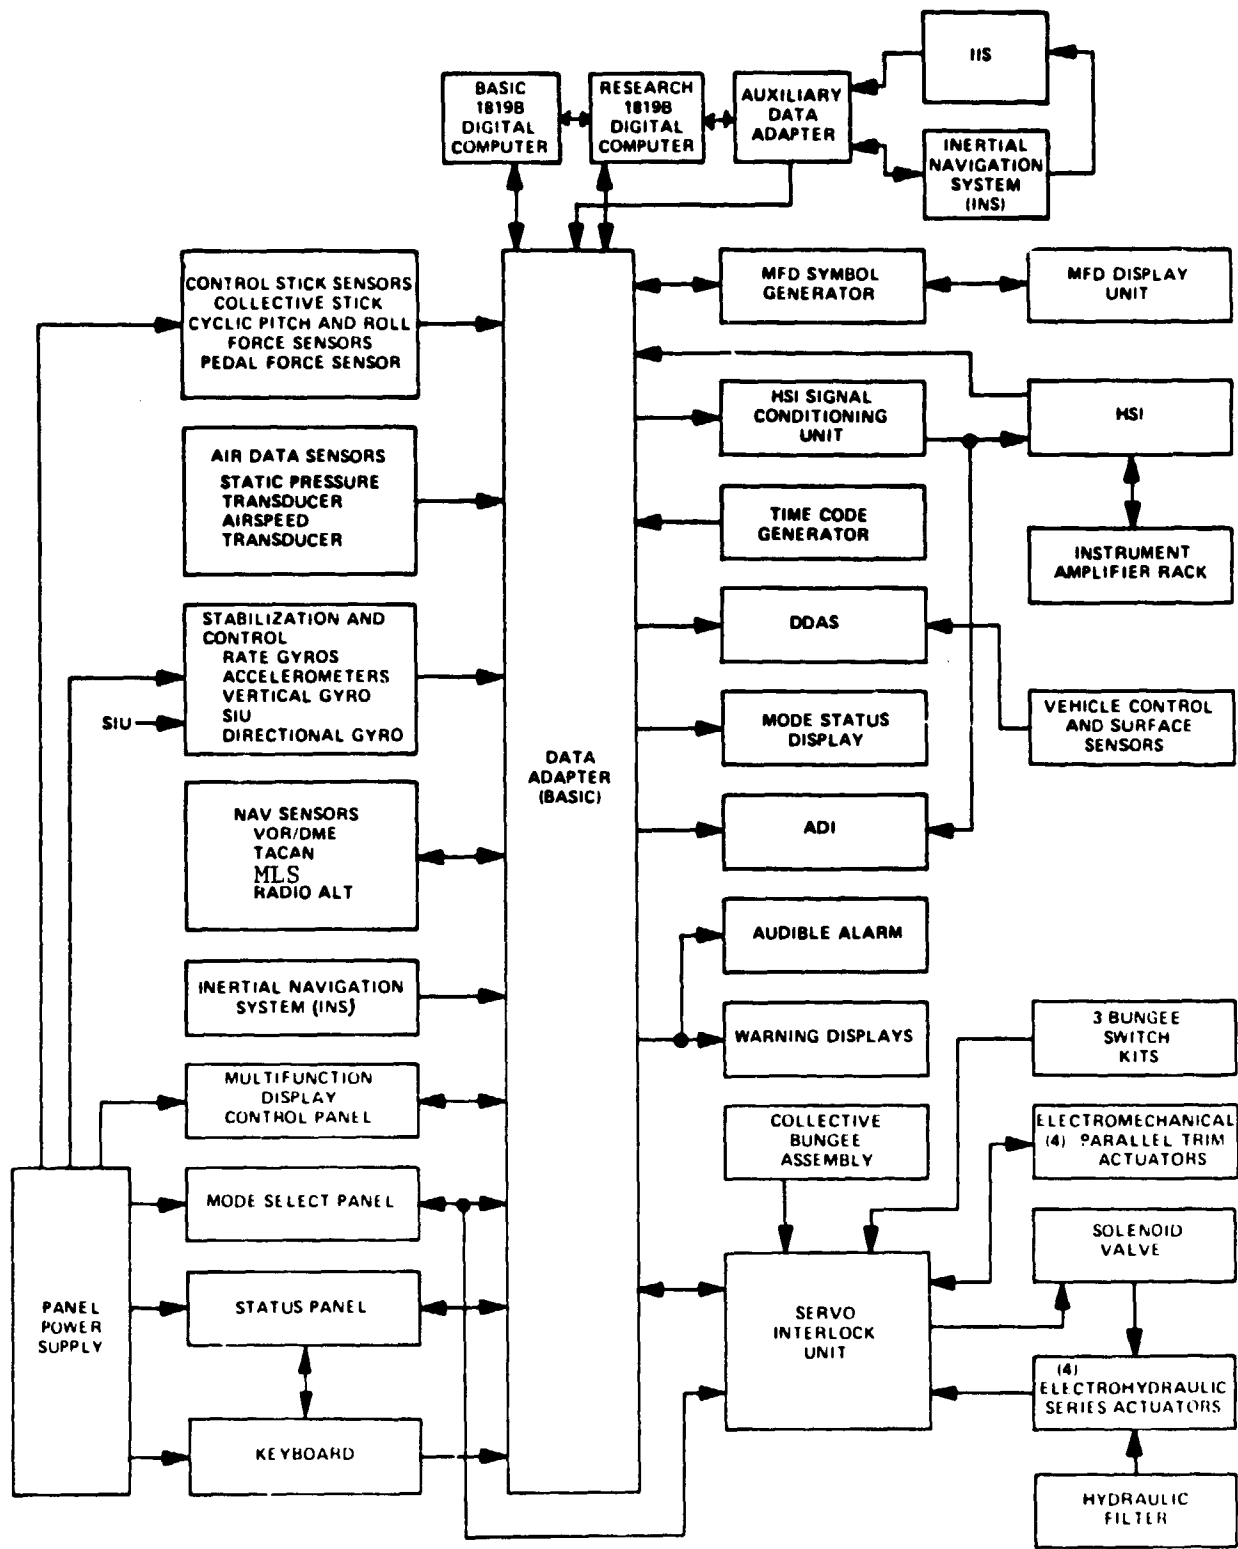 IIS
BASIC
1819B
DIGITAL
COMPUTER
RESEARCH
1819B
DIGITAL
COMPUTER
AUXILIARY
DATA
ADAPTER
INERTIAL
NAVIGATION
SYSTEM
(INS)
CONTROL STICK SENSORS
COLLECTIVE STICK
CYCLIC PITCH AND ROLL
FORCE SENSORS
PEDAL FORCE SENSOR
AIR DATA SENSORS
STATIC PRESSURE
TRANSDUCER
AIRSPEED
TRANSDUCER
STABILIZATION AND
CONTROL
RATE GYROS
ACCELEROMETERS
VERTICAL GYRO
SIU
DIRECTIONAL GYRO
SIU
NAV SENSORS
VOR/DME
TACAN
MLS
RADIO ALT
INERTIAL NAVIGATION
SYSTEM (INS)
MULTIFUNCTION
DISPLAY
CONTROL PANEL
MODE SELECT PANEL
STATUS PANEL
KEYBOARD
PANEL
POWER
SUPPLY
DATA
ADAPTER
(BASIC)
MFD SYMBOL
GENERATOR
MFD DISPLAY
UNIT
HSI SIGNAL
CONDITIONING
UNIT
HSI
TIME CODE
GENERATOR
INSTRUMENT
AMPLIFIER RACK
DDAS
MODE STATUS
DISPLAY
VEHICLE CONTROL
AND SURFACE
SENSORS
ADI
AUDIBLE ALARM
WARNING DISPLAYS
3 BUNGEE
SWITCH
KITS
COLLECTIVE
BUNGEE
ASSEMBLY
ELECTROMECHANICAL
(4) PARALLEL TRIM
ACTUATORS
SOLENOID
VALVE
SERVO
INTERLOCK
UNIT
(4)
ELECTROHYDRAULIC
SERIES ACTUATORS
HYDRAULIC
FILTER